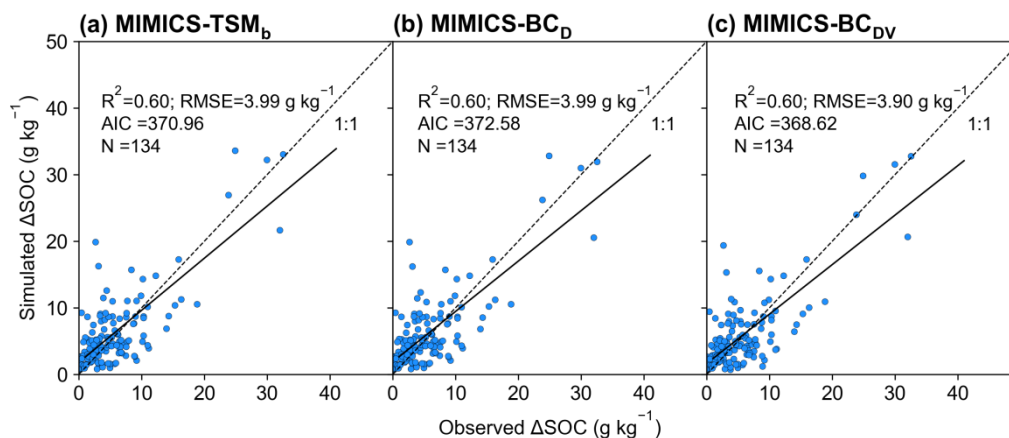 (a) MIMICS-TSM_b
(b) MIMICS-BC_D
(c) MIMICS-BC_DV
50
40
30
20
10
0
Simulated ΔSOC (g kg⁻¹)
R²=0.60; RMSE=3.99 g kg⁻¹
AIC =370.96
N =134
1:1
R²=0.60; RMSE=3.99 g kg⁻¹
AIC =372.58
N =134
1:1
R²=0.60; RMSE=3.90 g kg⁻¹
AIC =368.62
N =134
1:1
0 10 20 30 40
0 10 20 30 40
0 10 20 30 40
Observed ΔSOC (g kg⁻¹)